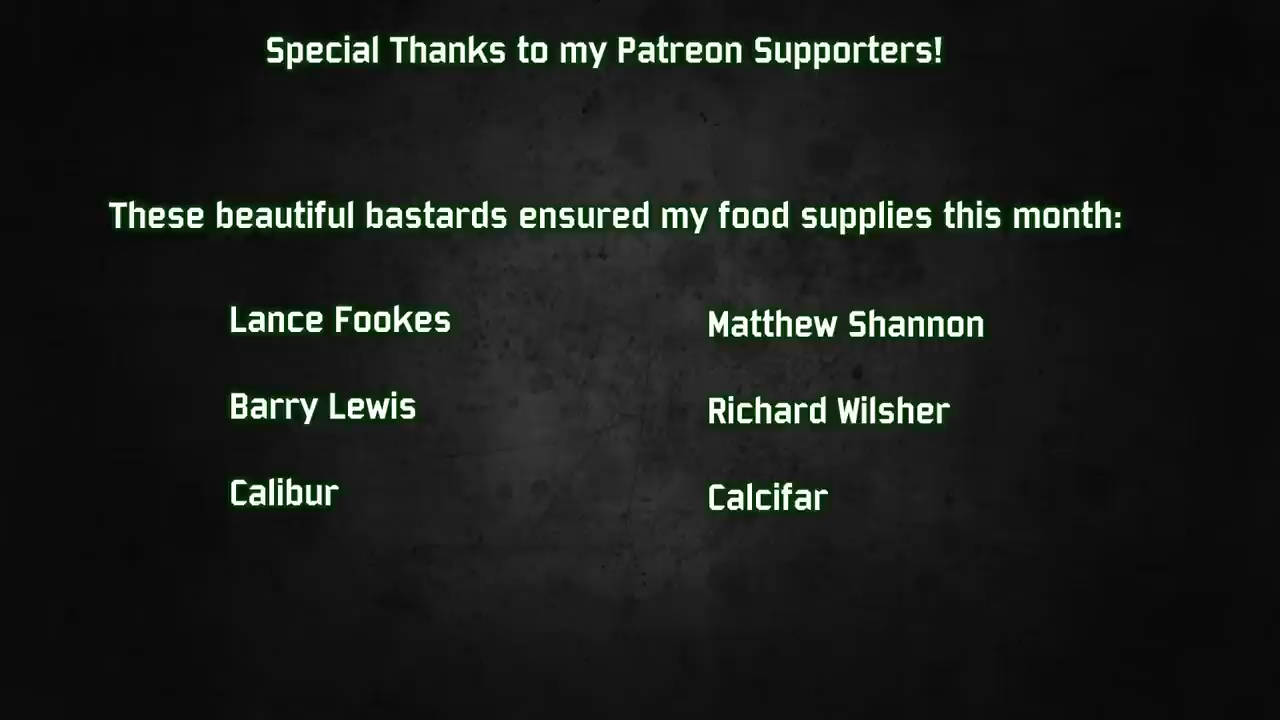 Special Thanks to my Patreon Supporters!
These beautiful bastards ensured my food supplies this month:
Lance Fookes
Matthew Shannon
Barry Lewis
Richard Wilsher
Calibur
Calcifar